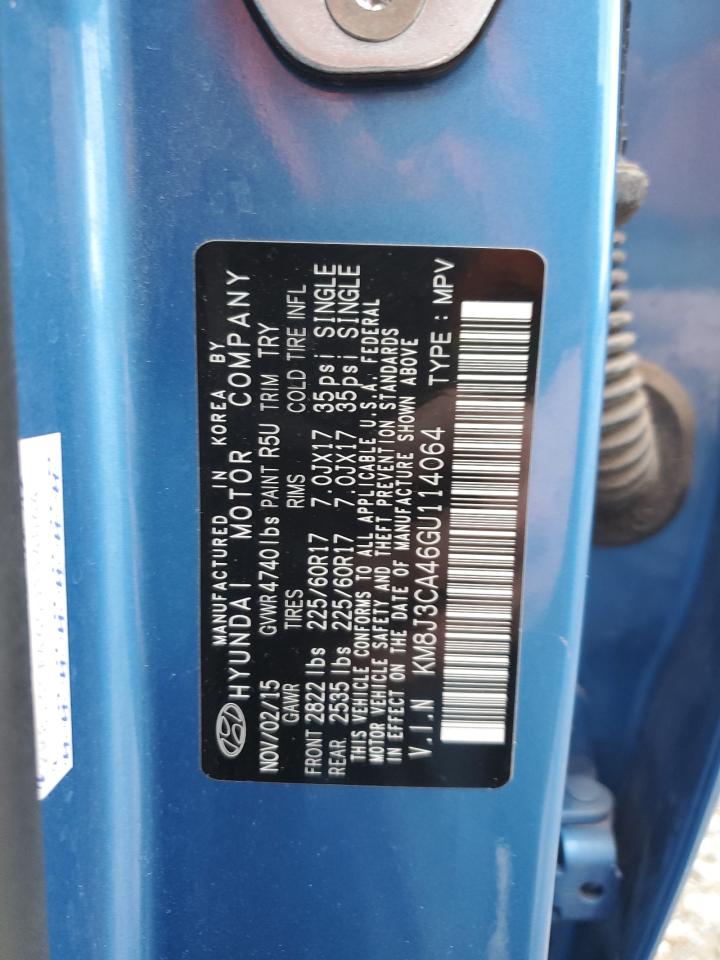 MANUFACTURED IN KOREA BY
HYUNDAI MOTOR COMPANY
NOV/02/15 GVWR 4740 lbs PAINT R5U TRIM TRY
GAWR TIRES RIMS COLD TIRE INFL
FRONT 2822 lbs 225/60R17 7.0JX17 35psi SINGLE
REAR 2535 lbs 225/60R17 7.0JX17 35psi SINGLE
THIS VEHICLE CONFORMS TO ALL APPLICABLE U.S.A. FEDERAL
MOTOR VEHICLE SAFETY AND THEFT PREVENTION STANDARDS
IN EFFECT ON THE DATE OF MANUFACTURE SHOWN ABOVE
V.I.N KM8J3CA46GU114064 TYPE : MPV